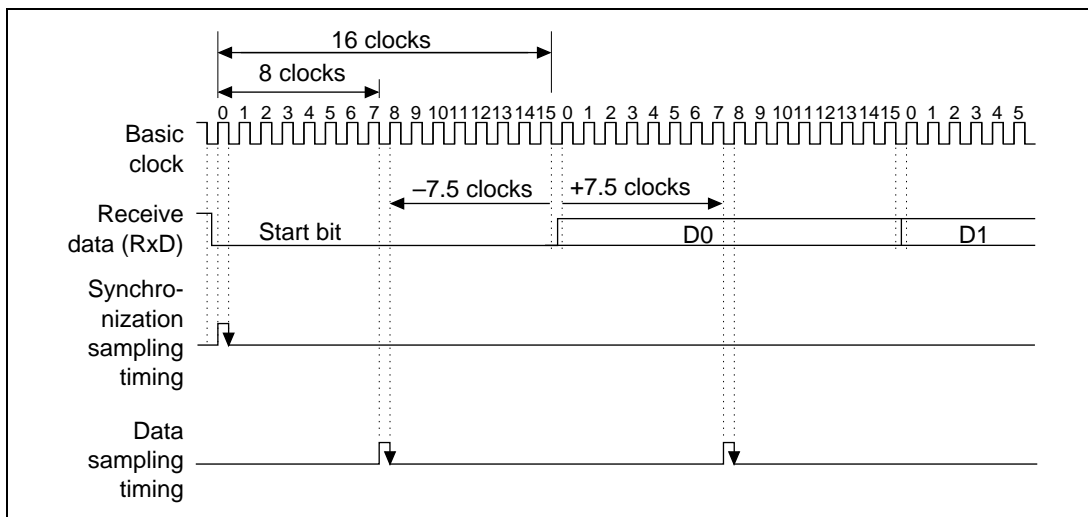 16 clocks
8 clocks
0 1 2 3 4 5 6 7 8 9 10 11 12 13 14 15 0 1 2 3 4 5 6 7 8 9 10 11 12 13 14 15 0 1 2 3 4 5
Basic
clock
–7.5 clocks +7.5 clocks
Receive
data (RxD)
Start bit D0 D1
Synchro-
nization
sampling
timing
Data
sampling
timing